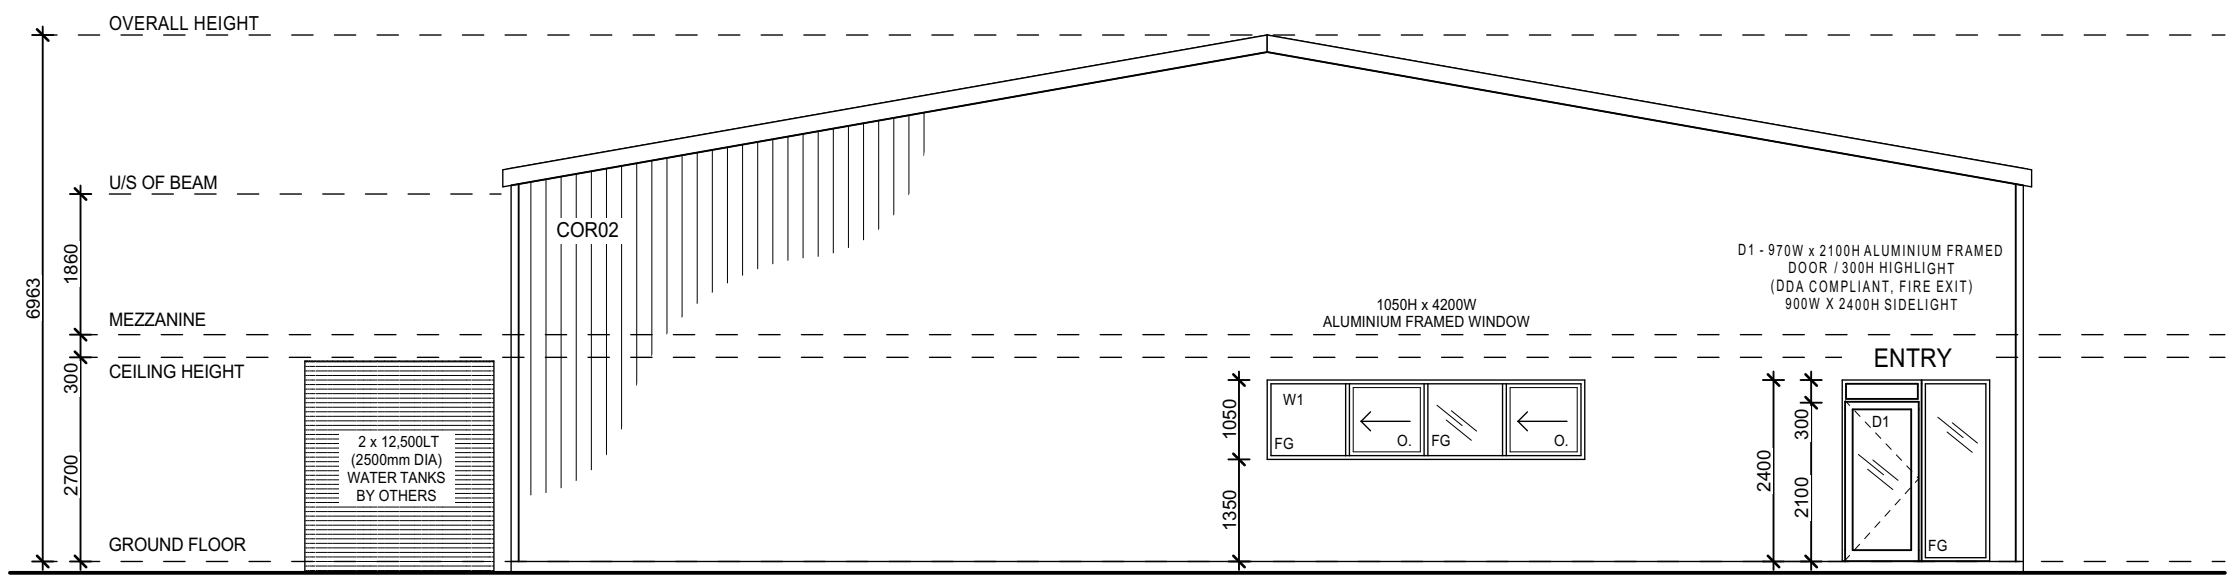 OVERALL HEIGHT
U/S OF BEAM
COR02
1860
6963
D1 - 970W x 2100H ALUMINIUM FRAMED
DOOR / 300H HIGHLIGHT
(DDA COMPLIANT, FIRE EXIT)
900W X 2400H SIDELIGHT
1050H x 4200W
ALUMINIUM FRAMED WINDOW
MEZZANINE
ENTRY
300
CEILING HEIGHT
2 x 12,500LT
(2500mm DIA)
WATER TANKS
BY OTHERS
2700
1050
W1
FG
O.
FG
O.
1350
2400
300
2100
D1
FG
GROUND FLOOR